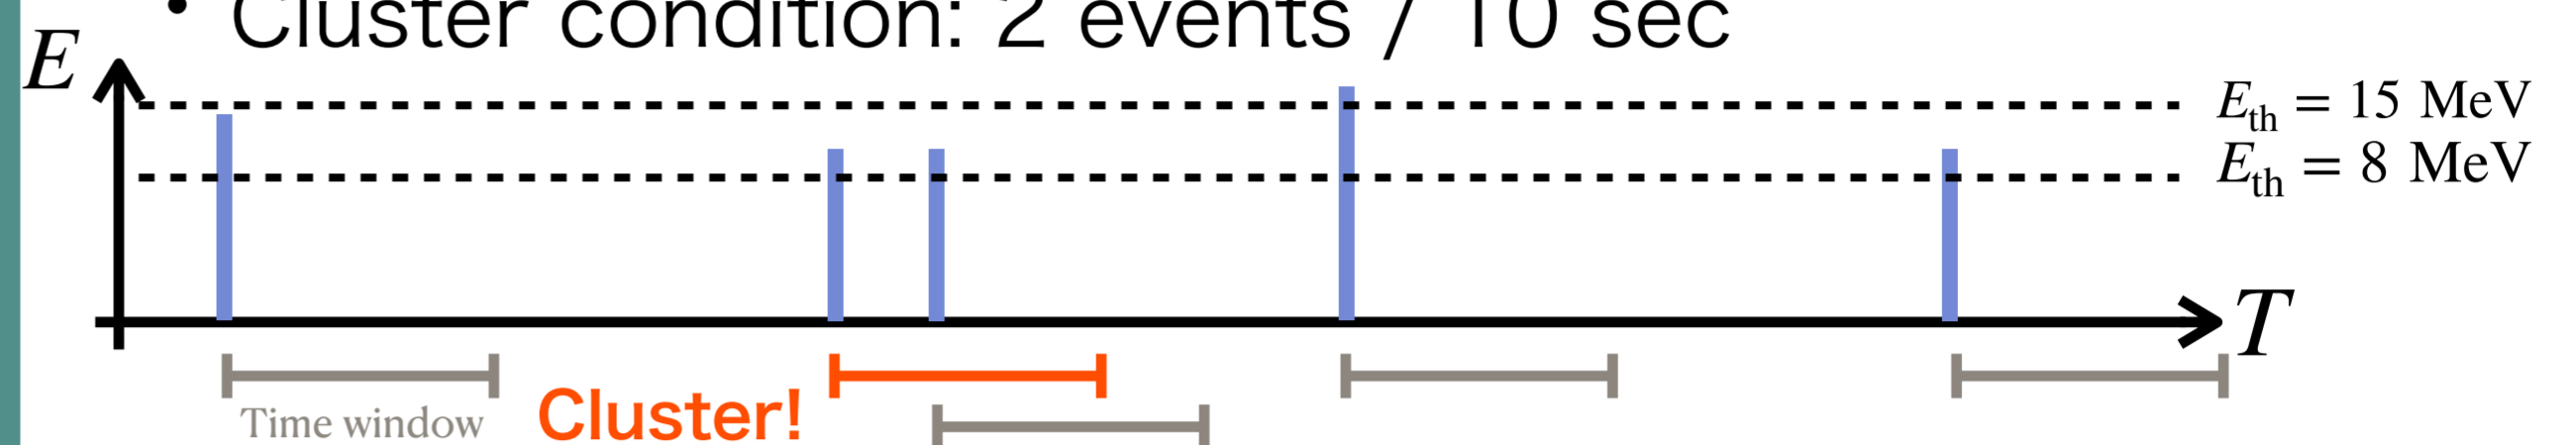 • Cluster condition: 2 events / 10 sec
E
E_th = 15 MeV
E_th = 8 MeV
T
Time window
Cluster!